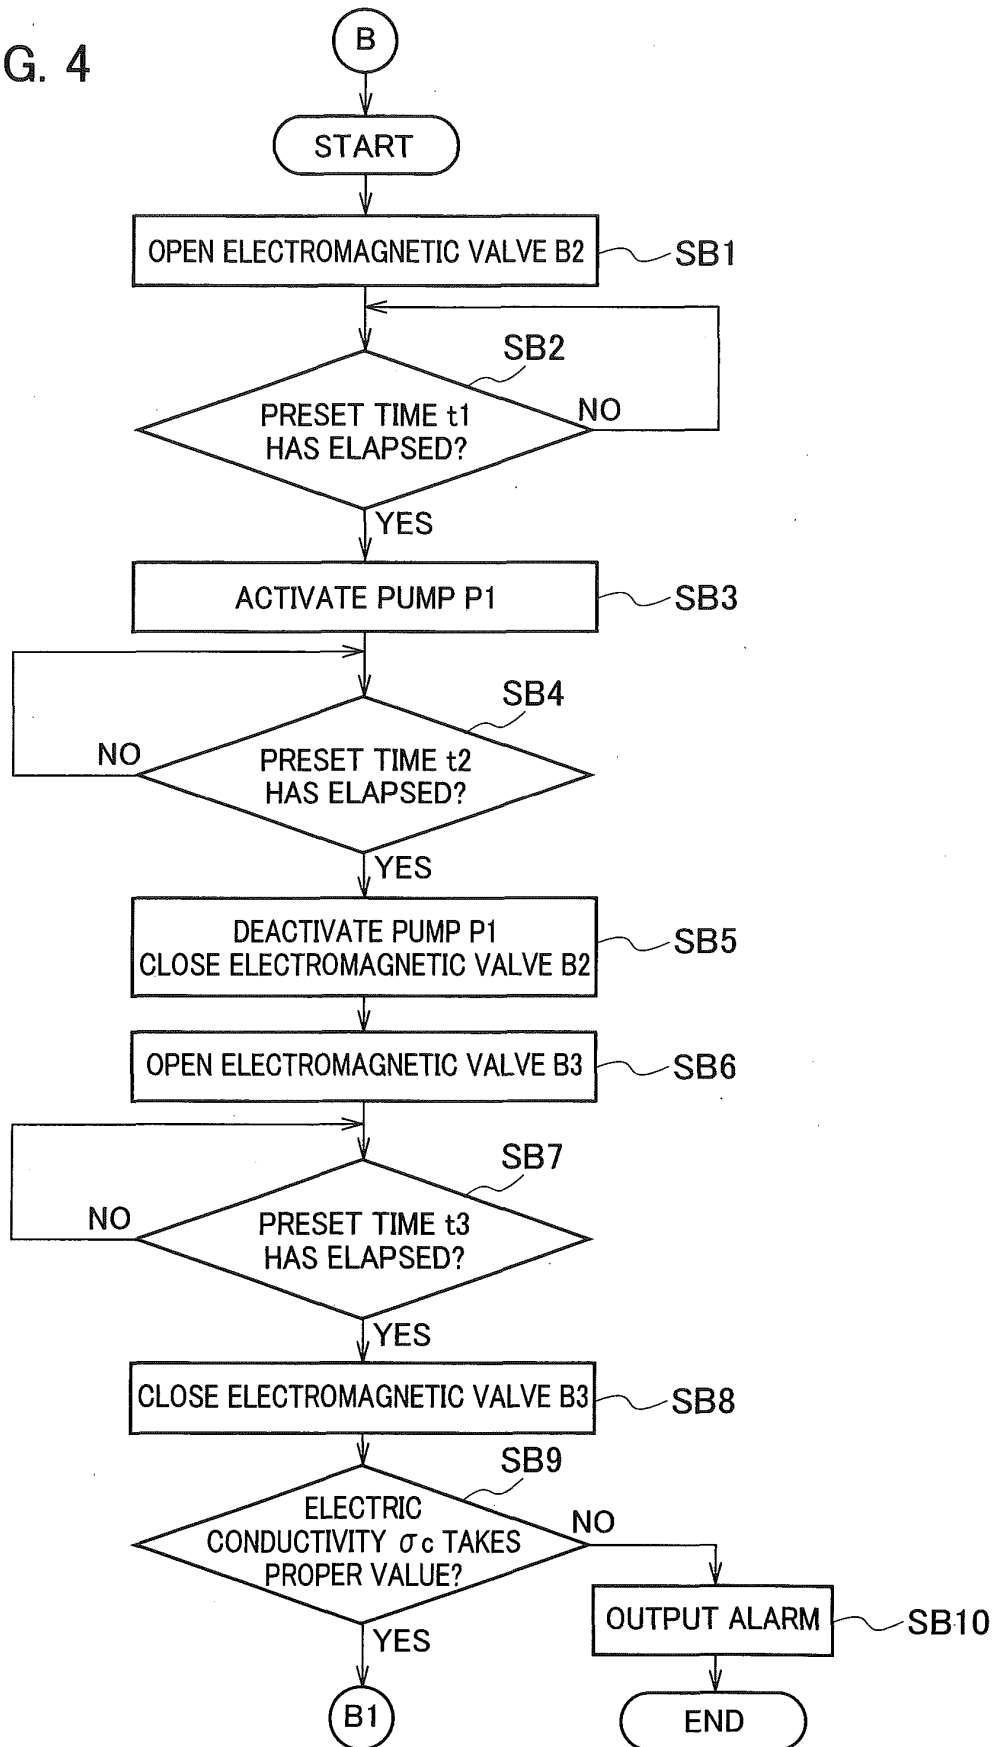 G. 4
B
START
OPEN ELECTROMAGNETIC VALVE B2
SB1
SB2
PRESET TIME t1
HAS ELAPSED?
NO
YES
ACTIVATE PUMP P1
SB3
SB4
PRESET TIME t2
HAS ELAPSED?
NO
YES
DEACTIVATE PUMP P1
CLOSE ELECTROMAGNETIC VALVE B2
SB5
OPEN ELECTROMAGNETIC VALVE B3
SB6
SB7
PRESET TIME t3
HAS ELAPSED?
NO
YES
CLOSE ELECTROMAGNETIC VALVE B3
SB8
SB9
ELECTRIC
CONDUCTIVITY σc TAKES
PROPER VALUE?
NO
OUTPUT ALARM
SB10
YES
B1
END